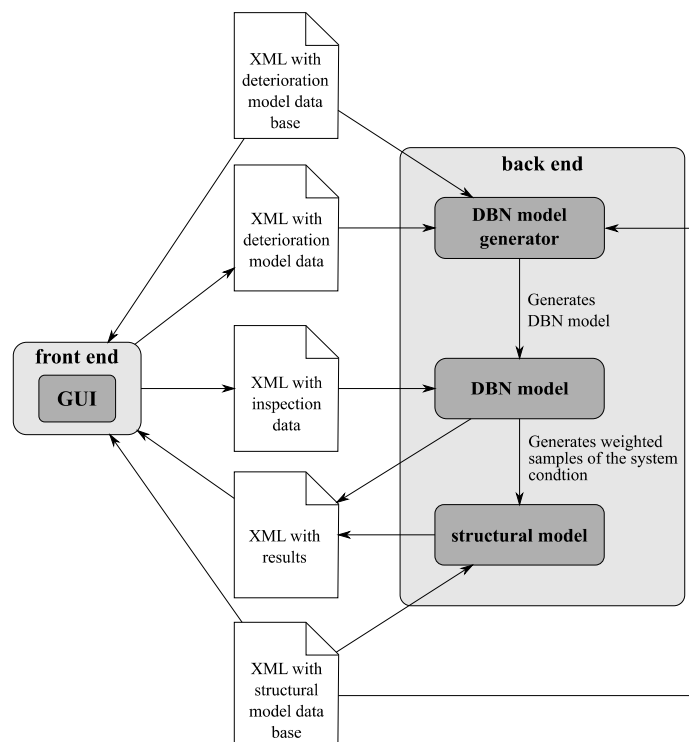 XML with
deterioration
model data
base
back end
XML with
deterioration
model data
DBN model
generator
Generates
DBN model
front end
GUI
XML with
inspection
data
DBN model
Generates weighted
samples of the system
condtion
XML with
results
structural model
XML with
structural
model data
base